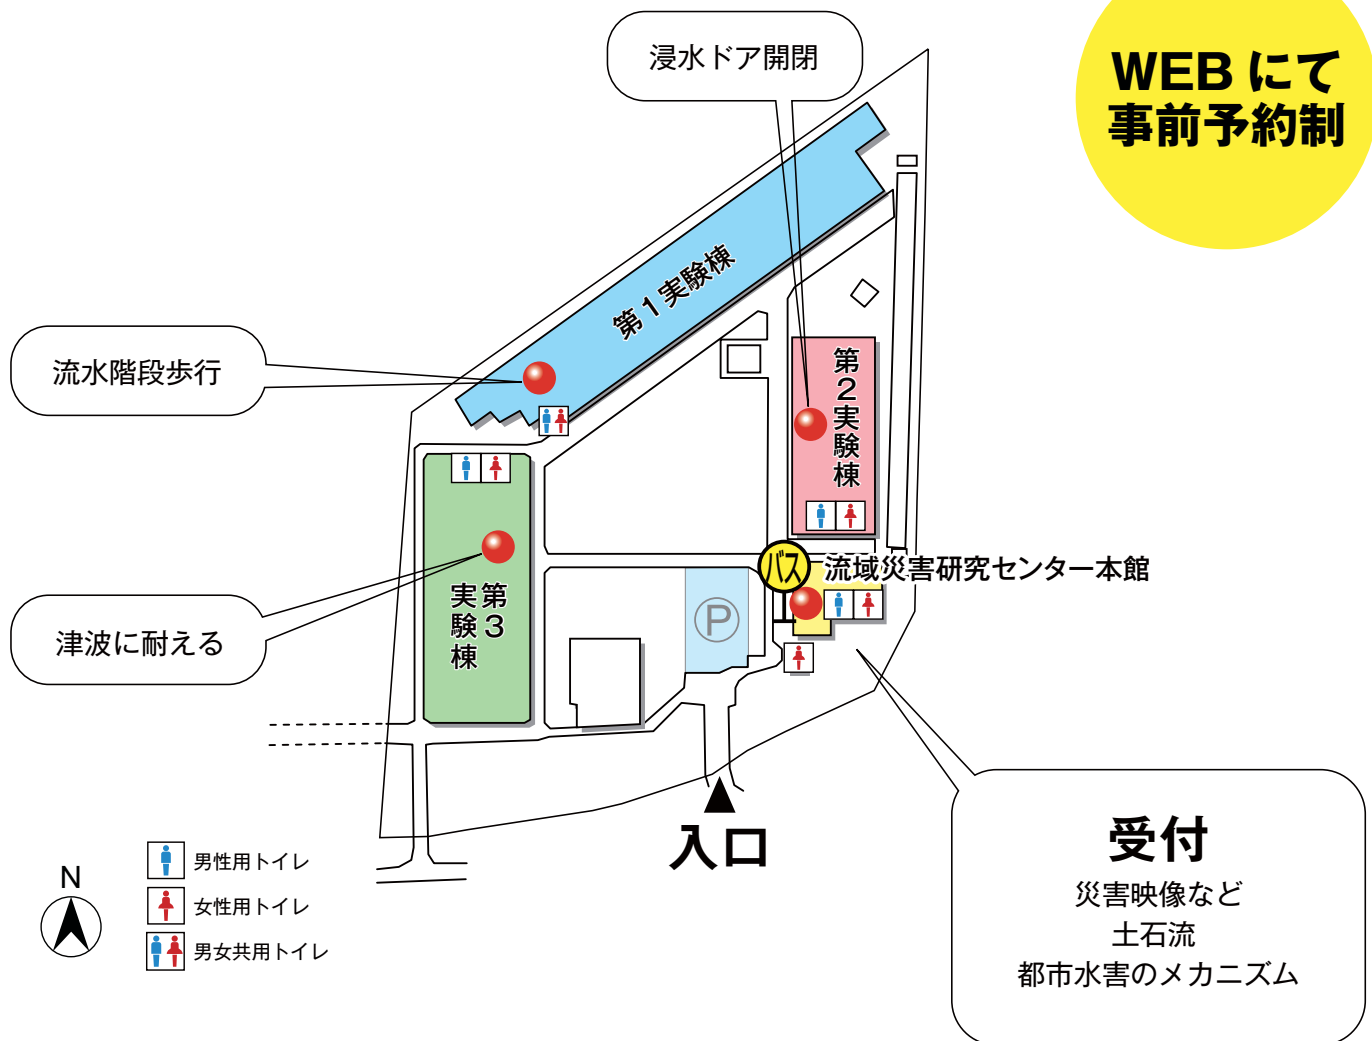 浸水ドア開閉
WEB にて
事前予約制
第1実験棟
流水階段歩行
第2実験棟
バス
流域災害研究センター本館
第3
実験棟
津波に耐える
P
入口
受付
災害映像など
土石流
都市水害のメカニズム
N
男性用トイレ
女性用トイレ
男女共用トイレ